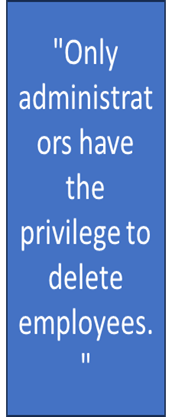 "Only
administrat
ors have
the
privilege to
delete
employees.
"